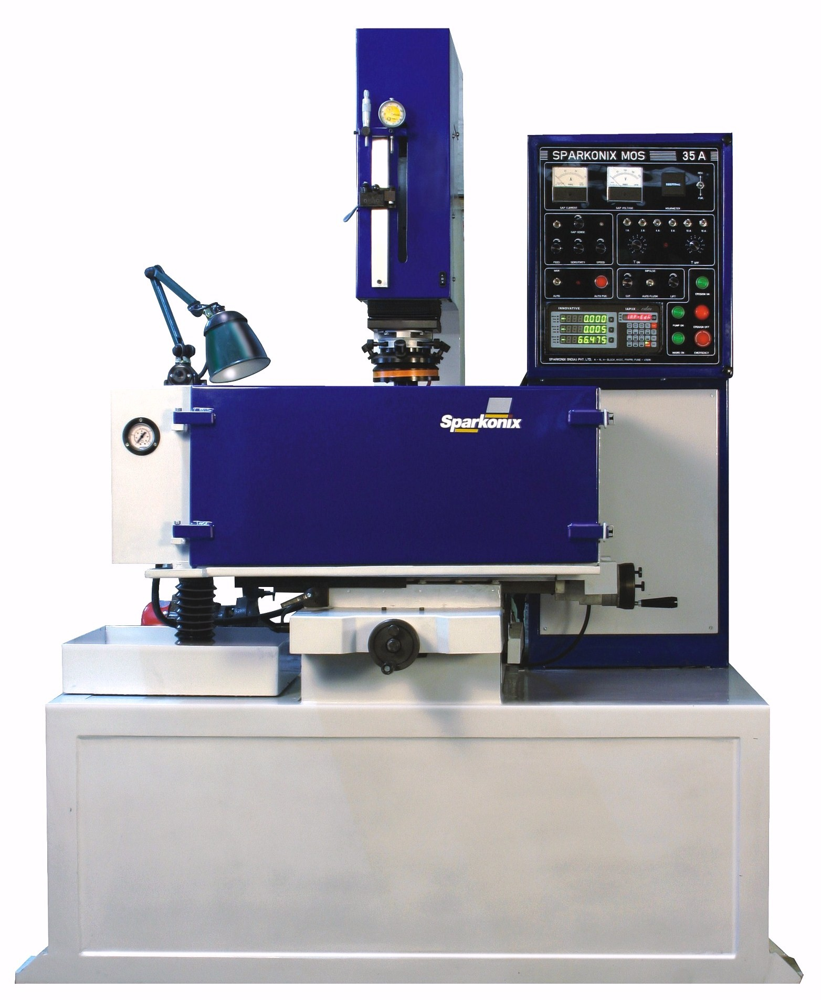 SPARKONIX MOS 35 A
A
V
REV.
FOR.
GAP CURRENT
GAP VOLTAGE
HOURMETER
GAP SENSE
1 A
2 A
4 A
8 A
10 A
FEED
SENSITIVITY
SPEED
T ON
T OFF
MAN
IMPULSE
AUTO
AUTO POS
CUT
AUTO FLUSH
LIFT
EROSION ON
INNOVATIVE
edm
0.000
0.005
66.475
PUMP ON
EROSION OFF
MAINS ON
EMERGENCY
SPARKONIX (INDIA) PVT. LTD.
Sparkonix